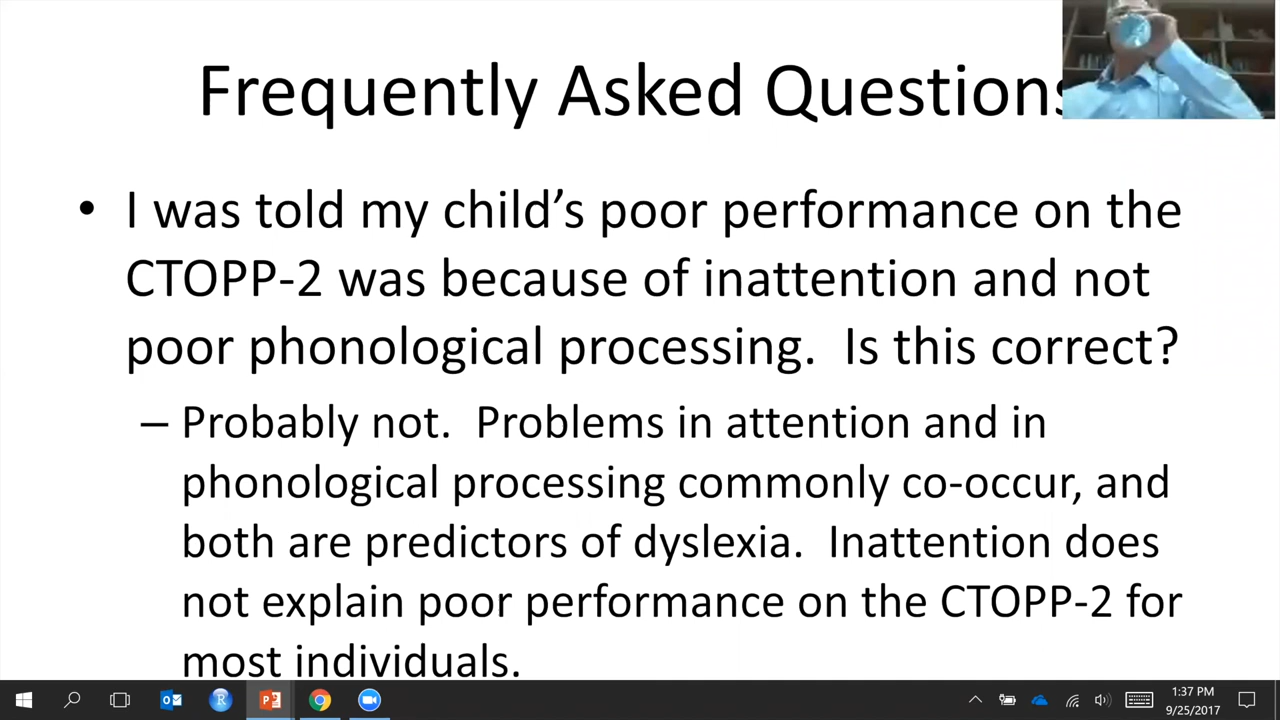 Frequently Asked Questions
• I was told my child’s poor performance on the
CTOPP-2 was because of inattention and not
poor phonological processing.  Is this correct?
– Probably not.  Problems in attention and in
phonological processing commonly co-occur, and
both are predictors of dyslexia.  Inattention does
not explain poor performance on the CTOPP-2 for
most individuals.
1:37 PM
9/25/2017